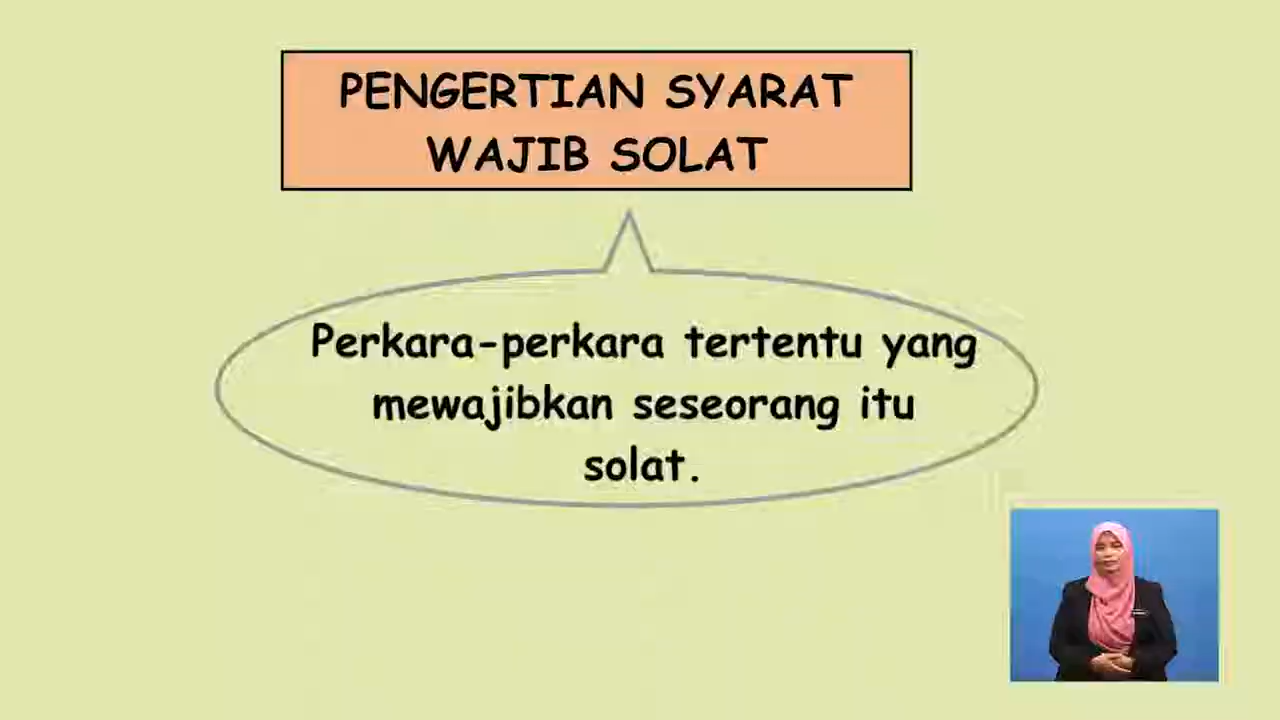 PENGERTIAN SYARAT
WAJIB SOLAT
Perkara-perkara tertentu yang
mewajibkan seseorang itu
solat.